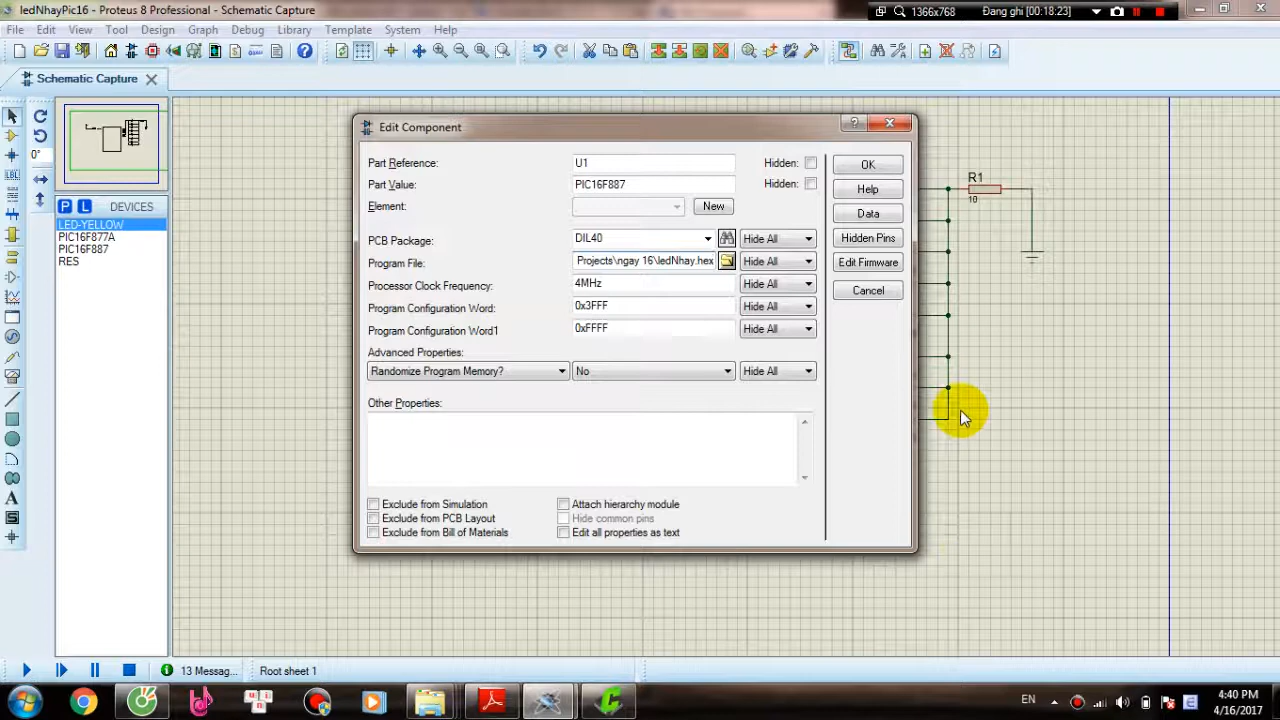 ledNhayPic16 - Proteus 8 Professional - Schematic Capture
1366x768
Đang ghi [00:18:23]
File Edit View Tool Design Graph Debug Library Template System Help
Schematic Capture
0°
P L DEVICES
LED-YELLOW
PIC16F877A
PIC16F887
RES
Edit Component
Part Reference: U1 Hidden:
Part Value: PIC16F887 Hidden:
Element: New
PCB Package: DIL40 Hide All
Program File: Projects\ngay 16\ledNhay.hex Hide All
Processor Clock Frequency: 4MHz Hide All
Program Configuration Word: 0x3FFF Hide All
Program Configuration Word1 0xFFFF Hide All
Advanced Properties:
Randomize Program Memory? No Hide All
Other Properties:
Exclude from Simulation Attach hierarchy module
Exclude from PCB Layout Hide common pins
Exclude from Bill of Materials Edit all properties as text
OK
Help
Data
Hidden Pins
Edit Firmware
Cancel
R1
10
13 Messag... Root sheet 1
EN
4:40 PM
4/16/2017